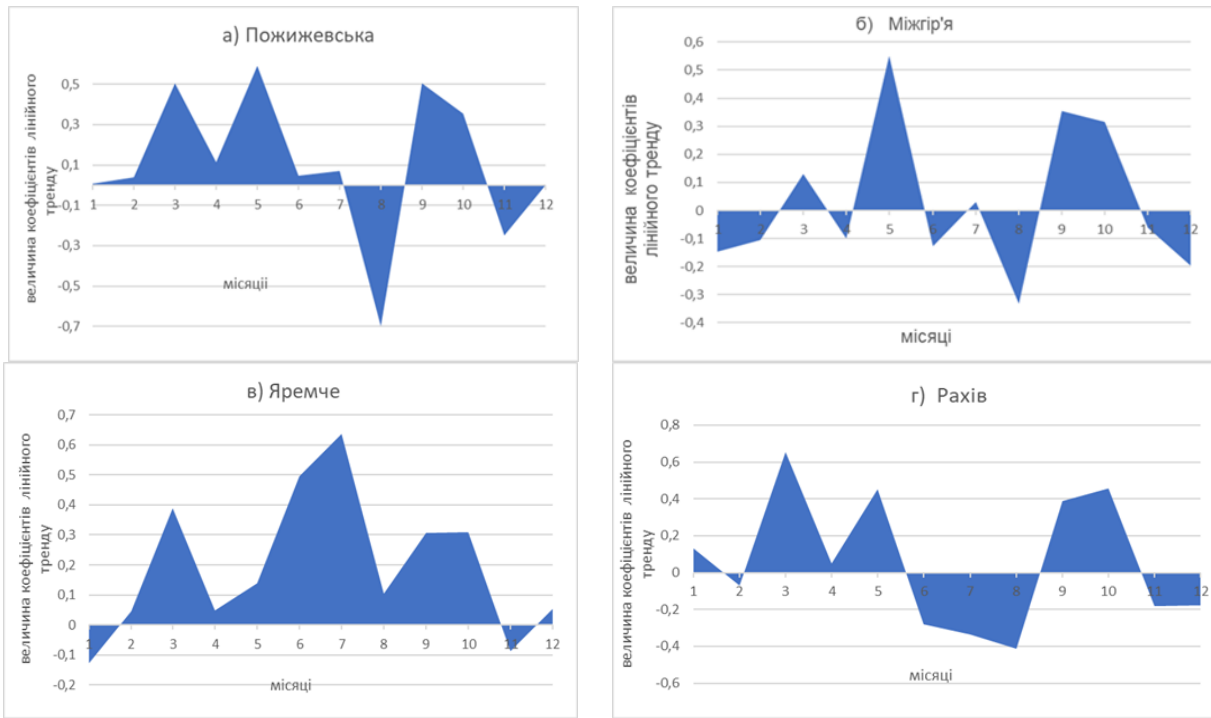 а) Пожижевська
величина коефіцієнтів лінійного
тренду
0,5
0,3
0,1
-0,1
-0,3
-0,5
-0,7
1 2 3 4 5 6 7 8 9 10 11 12
місяціі
б) Міжгір'я
величина коефіцієнтів
лінійного тренду
0,6
0,5
0,4
0,3
0,2
0,1
0
-0,1
-0,2
-0,3
-0,4
1 2 3 4 5 6 7 8 9 10 11 12
місяці
в) Яремче
величина коефіцієнтів лінійного
тренду
0,7
0,6
0,5
0,4
0,3
0,2
0,1
0
-0,1
-0,2
1 2 3 4 5 6 7 8 9 10 11 12
місяці
г) Рахів
величина коефіцієнтів лінійного
тренду
0,8
0,6
0,4
0,2
0
-0,2
-0,4
-0,6
1 2 3 4 5 6 7 8 9 10 11 12
місяці